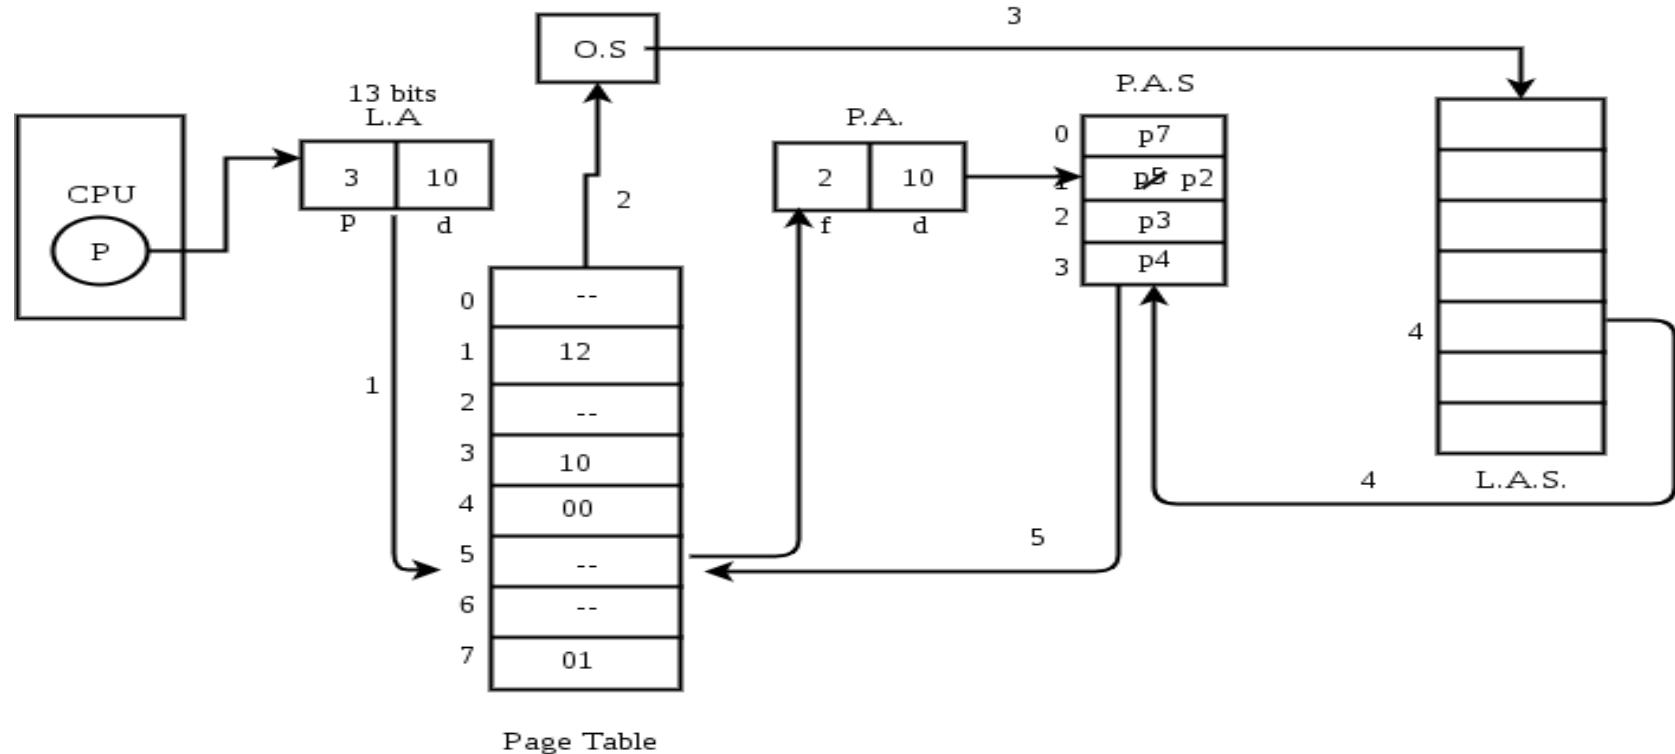 3
O.S
P.A.S
13 bits
L.A
P.A.
CPU
P
3 10
P d
2
2 10
f d
0 p7
1 p5 p2
2 p3
3 p4
1
0 --
1 12
2 --
3 10
4 00
5 --
6 --
7 01
4
4
L.A.S.
5
Page Table